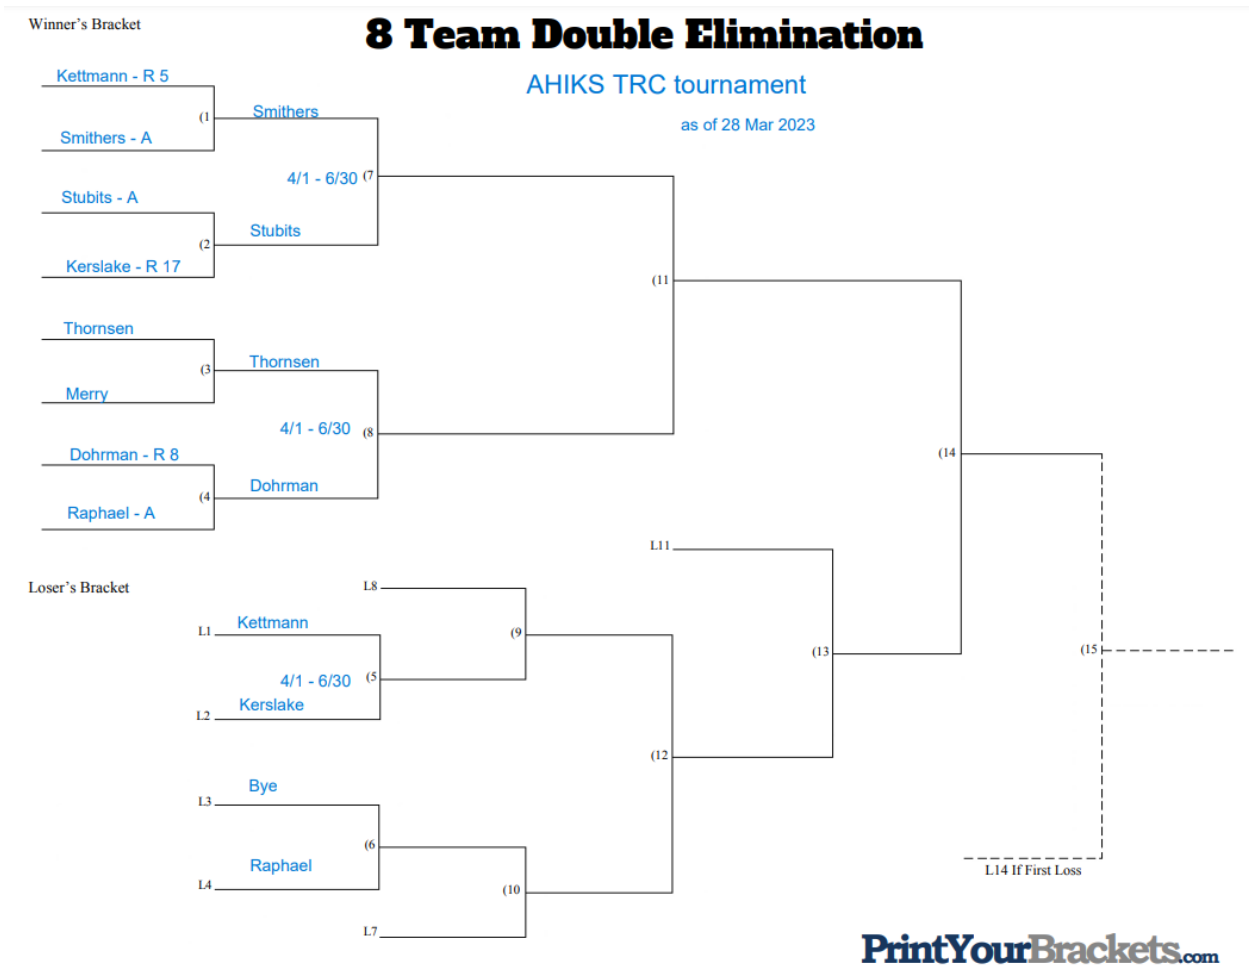 Winner's Bracket
8 Team Double Elimination
AHIKS TRC tournament
as of 28 Mar 2023
Kettmann - R 5
(1
Smithers
Smithers - A
4/1 - 6/30 (7
Stubits - A
(2
Stubits
Kerslake - R 17
(11
Thornsen
(3
Thornsen
Merry
4/1 - 6/30 (8
Dohrman - R 8
(4
Dohrman
Raphael - A
(14
L11
Loser's Bracket
L8
L1 Kettmann
(9
4/1 - 6/30 (5
L2 Kerslake
(13
(15
(12
L3 Bye
(6
L4 Raphael
(10
L7
L14 If First Loss
PrintYourBrackets.com